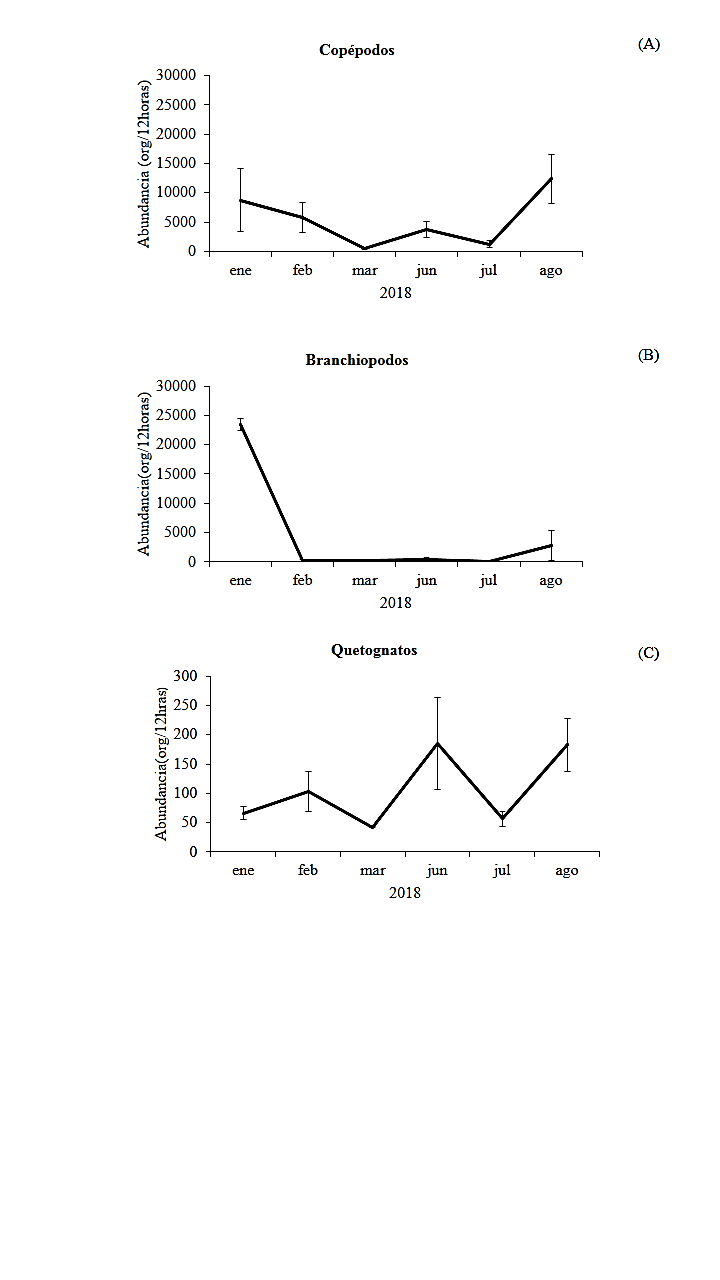 Copépodos
(A)
Abundancia (org/12horas)
30000
25000
20000
15000
10000
5000
0
ene feb mar jun jul ago
2018
Branchiopodos
(B)
Abundancia(org/12horas)
30000
25000
20000
15000
10000
5000
0
ene feb mar jun jul ago
2018
Quetognatos
(C)
Abundancia(org/12hras)
300
250
200
150
100
50
0
ene feb mar jun jul ago
2018